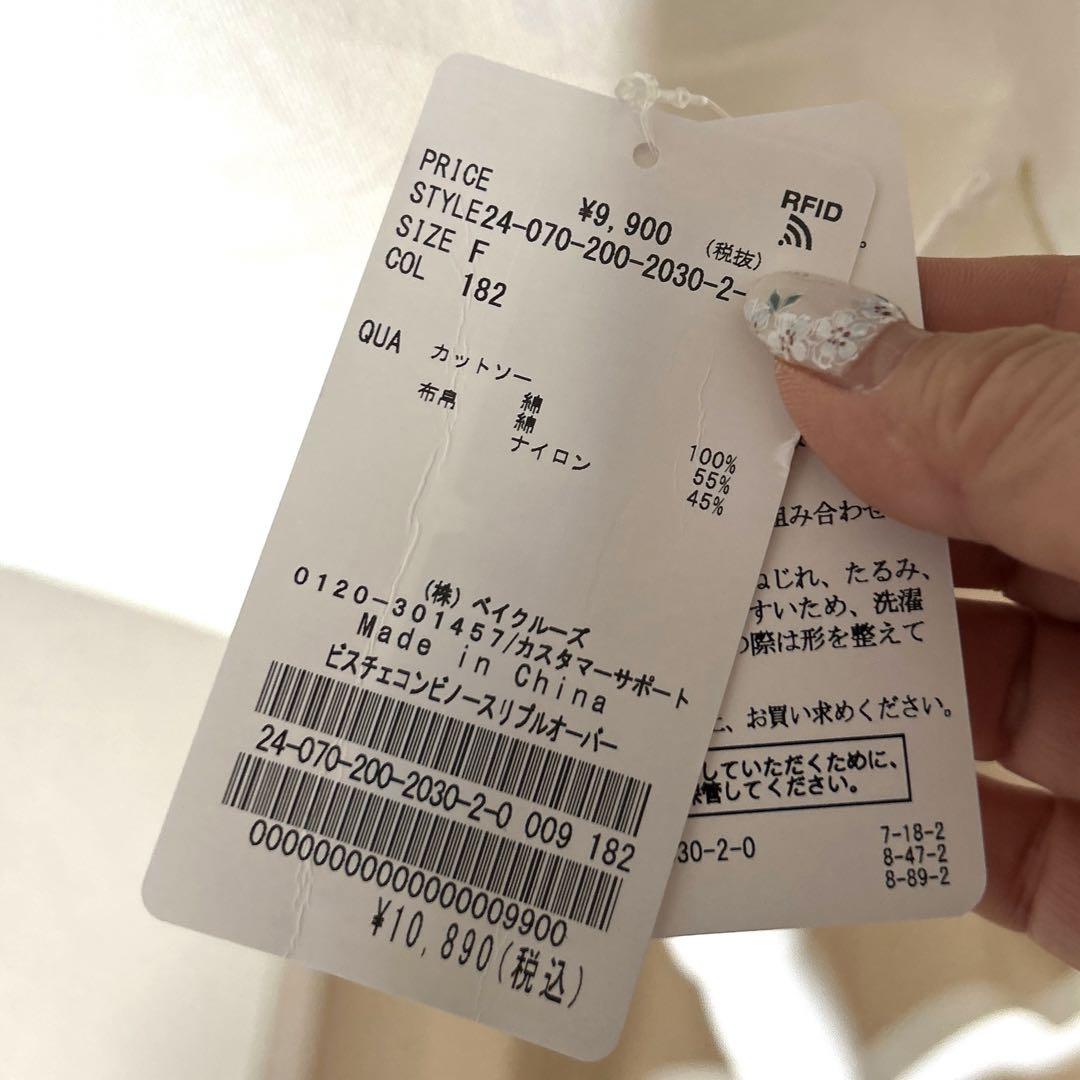 PRICE ¥9,900 (税抜)
STYLE24-070-200-2030-2-
SIZE F
COL 182
QUA カットソー
綿 100%
布帛 綿 55%
ナイロン 45%
(株) ベイクルーズ
0120-301457/カスタマーサポート
Made in China
ビスチェコンビノースリプルオーバー
24-070-200-2030-2-0 009 182
0000000000000009900
¥10,890(税込)
RFID
。
組み合わせ
ねじれ、たるみ、
すいため、洗濯
の際は形を整えて
上、お買い求めください。
していただくために、
保管してください。
30-2-0
7-18-2
8-47-2
8-89-2